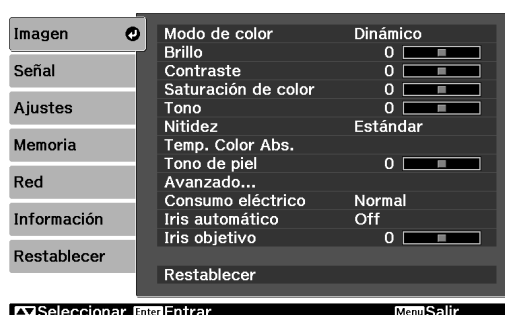 Imagen
Señal
Ajustes
Memoria
Red
Información
Restablecer
Modo de color Dinámico
Brillo 0
Contraste 0
Saturación de color 0
Tono 0
Nitidez Estándar
Temp. Color Abs.
Tono de piel 0
Avanzado...
Consumo eléctrico Normal
Iris automático Off
Iris objetivo 0
Restablecer
Seleccionar Enter Entrar Menu Salir